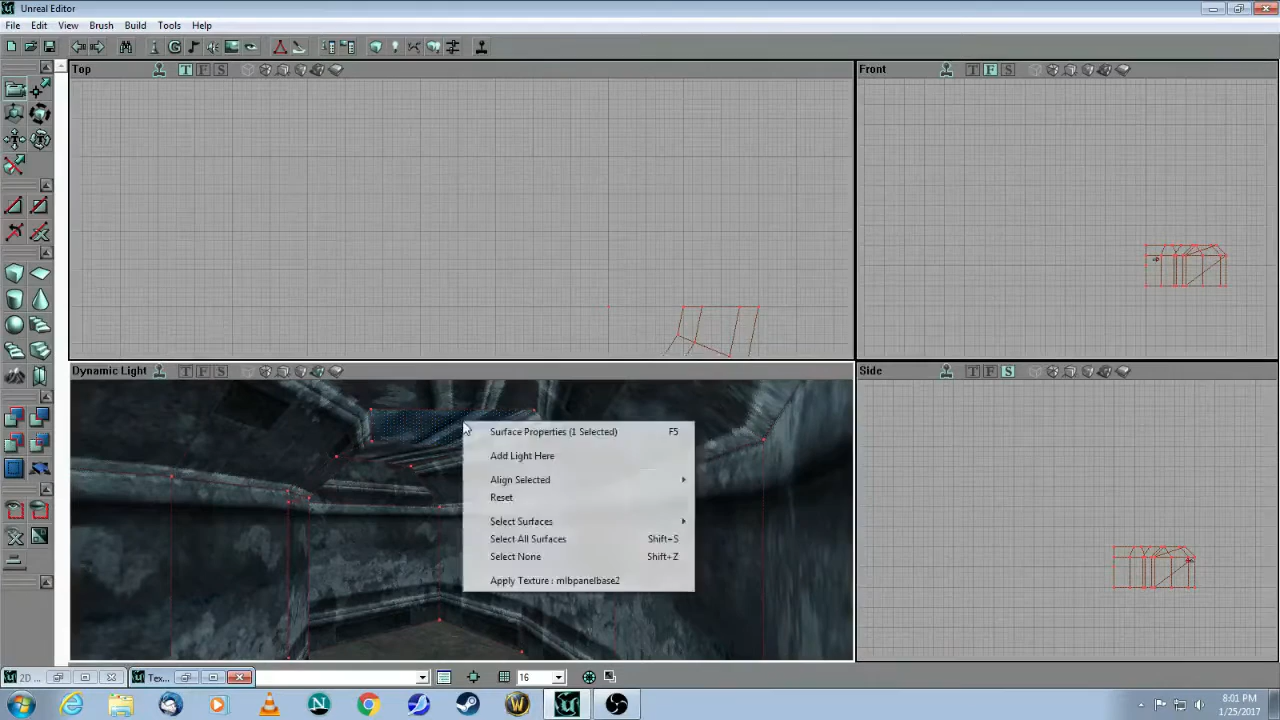 Unreal Editor
File Edit View Brush Build Tools Help
Top T F S
Front T F S
Dynamic Light T F S
Side T F S
Surface Properties (1 Selected) F5
Add Light Here
Align Selected
Reset
Select Surfaces
Select All Surfaces Shift+S
Select None Shift+Z
Apply Texture : mlbpanelbase2
2D ...
Tex...
16
8:01 PM
1/25/2017